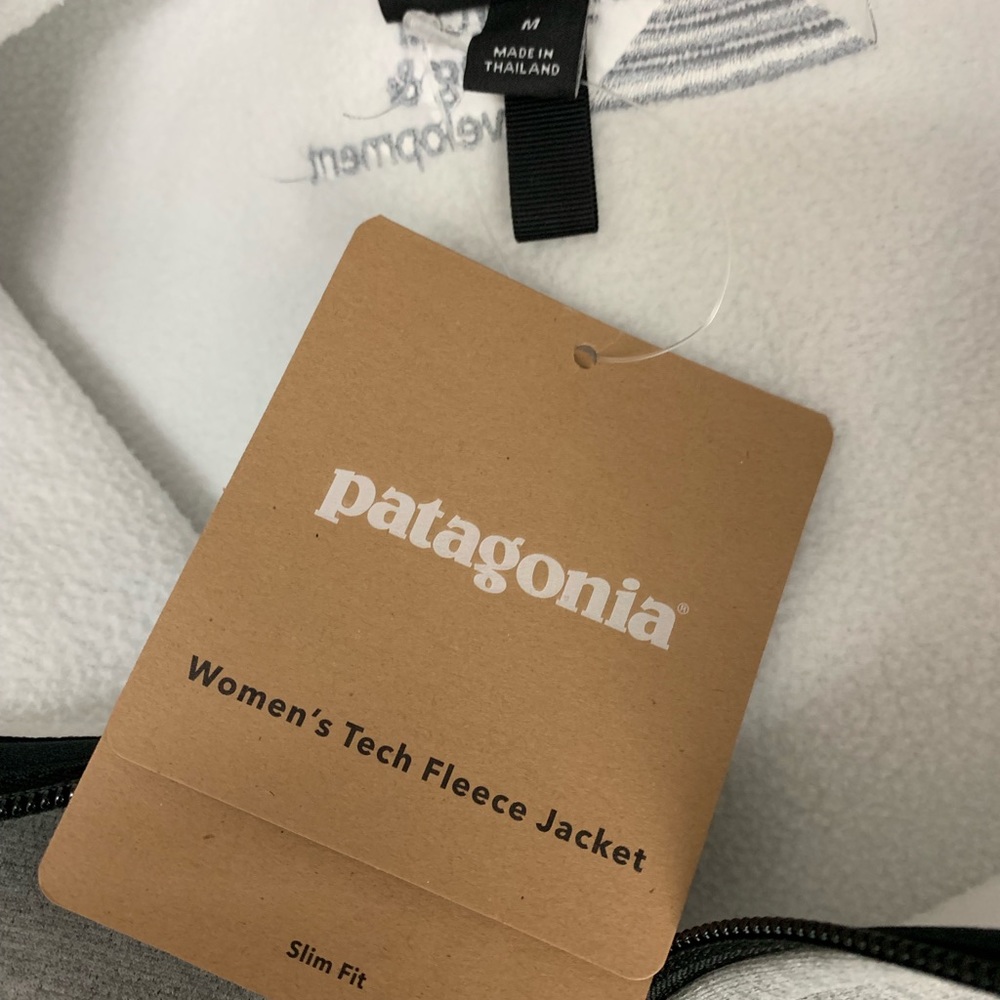 M
MADE IN
THAILAND
g &
velopment
patagonia®
Women's Tech Fleece Jacket
Slim Fit